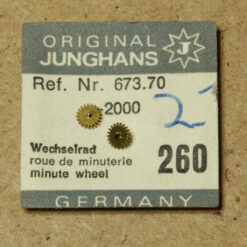 ORIGINAL
JUNGHANS J
Ref. Nr. 673.70
-2000
2
Wechselrad
roue de minuterie
minute wheel
260
GERMANY